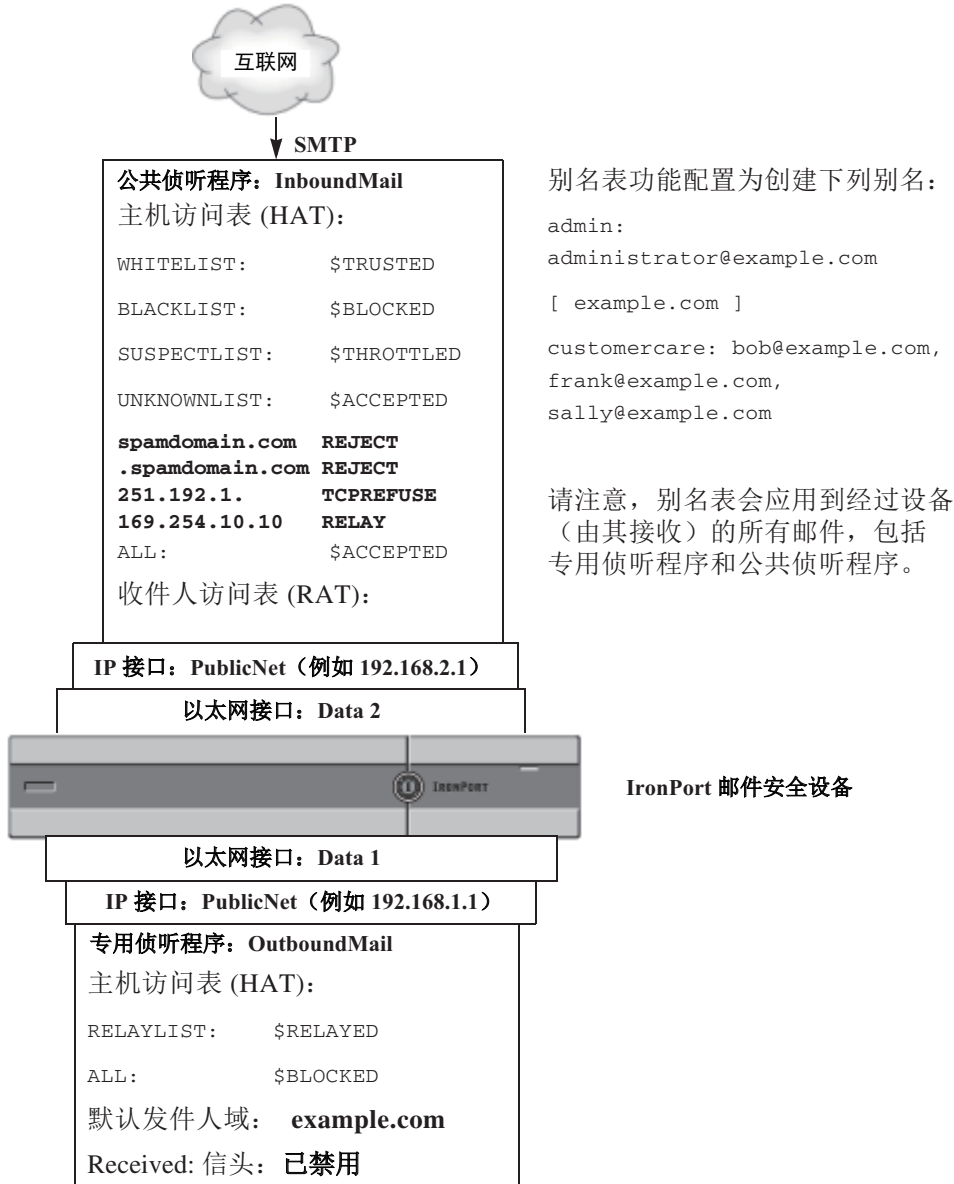 互联网
SMTP
公共侦听程序：InboundMail
主机访问表 (HAT)：
WHITELIST: $TRUSTED
BLACKLIST: $BLOCKED
SUSPECTLIST: $THROTTLED
UNKNOWNLIST: $ACCEPTED
spamdomain.com REJECT
.spamdomain.com REJECT
251.192.1. TCPREFUSE
169.254.10.10 RELAY
ALL: $ACCEPTED
收件人访问表 (RAT)：
别名表功能配置为创建下列别名：
admin:
administrator@example.com
[ example.com ]
customercare: bob@example.com,
frank@example.com,
sally@example.com
请注意，别名表会应用到经过设备
（由其接收）的所有邮件，包括
专用侦听程序和公共侦听程序。
IP 接口：PublicNet（例如 192.168.2.1）
以太网接口：Data 2
IRONPORT
IronPort 邮件安全设备
以太网接口：Data 1
IP 接口：PublicNet（例如 192.168.1.1）
专用侦听程序：OutboundMail
主机访问表 (HAT)：
RELAYLIST: $RELAYED
ALL: $BLOCKED
默认发件人域： example.com
Received: 信头：已禁用